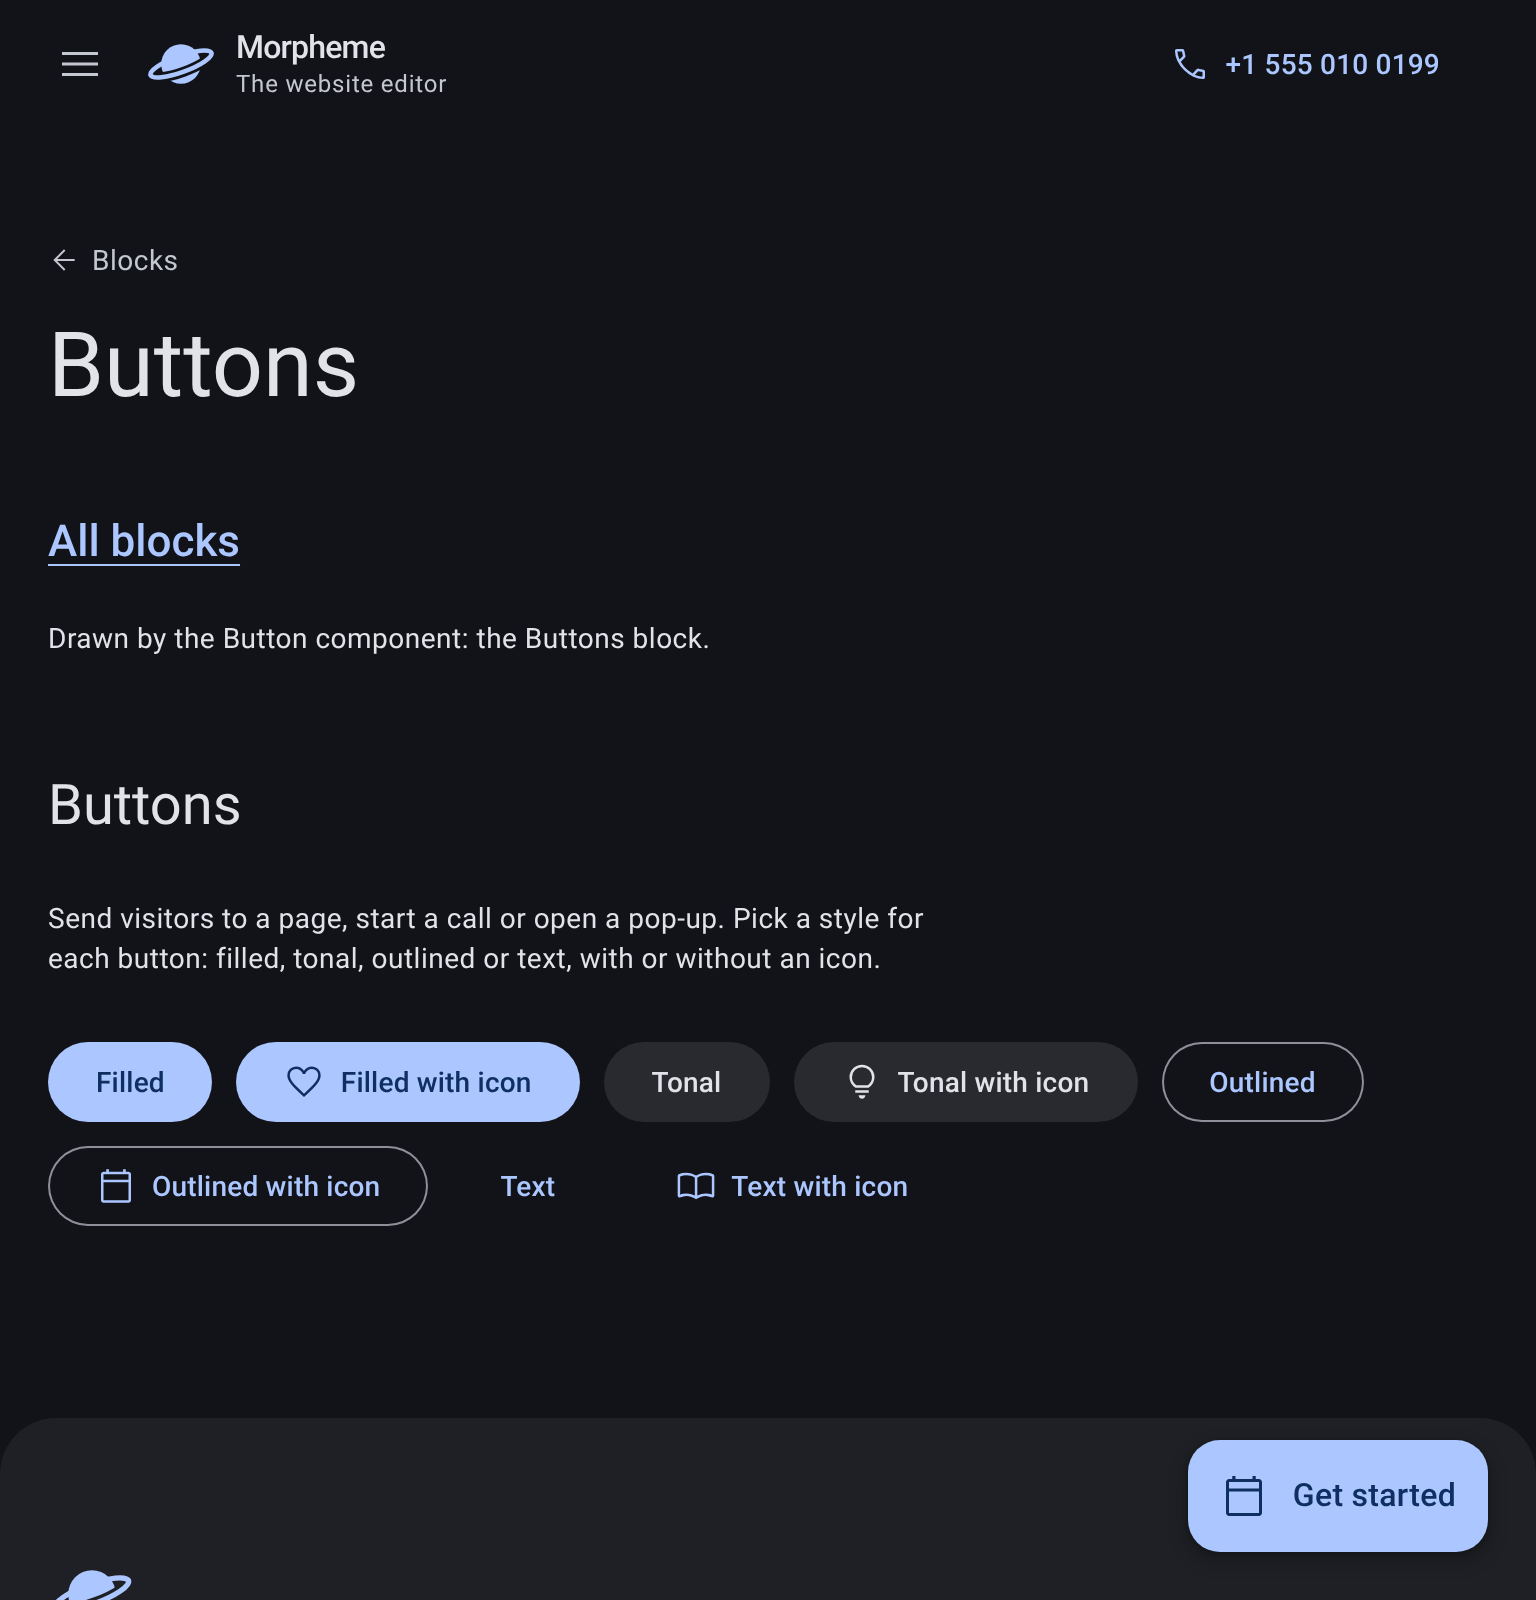 Morpheme
The website editor
+1 555 010 0199
Blocks
Buttons
All blocks
Drawn by the Button component: the Buttons block.
Buttons
Send visitors to a page, start a call or open a pop-up. Pick a style for
each button: filled, tonal, outlined or text, with or without an icon.
Filled
Filled with icon
Tonal
Tonal with icon
Outlined
Outlined with icon
Text
Text with icon
Get started